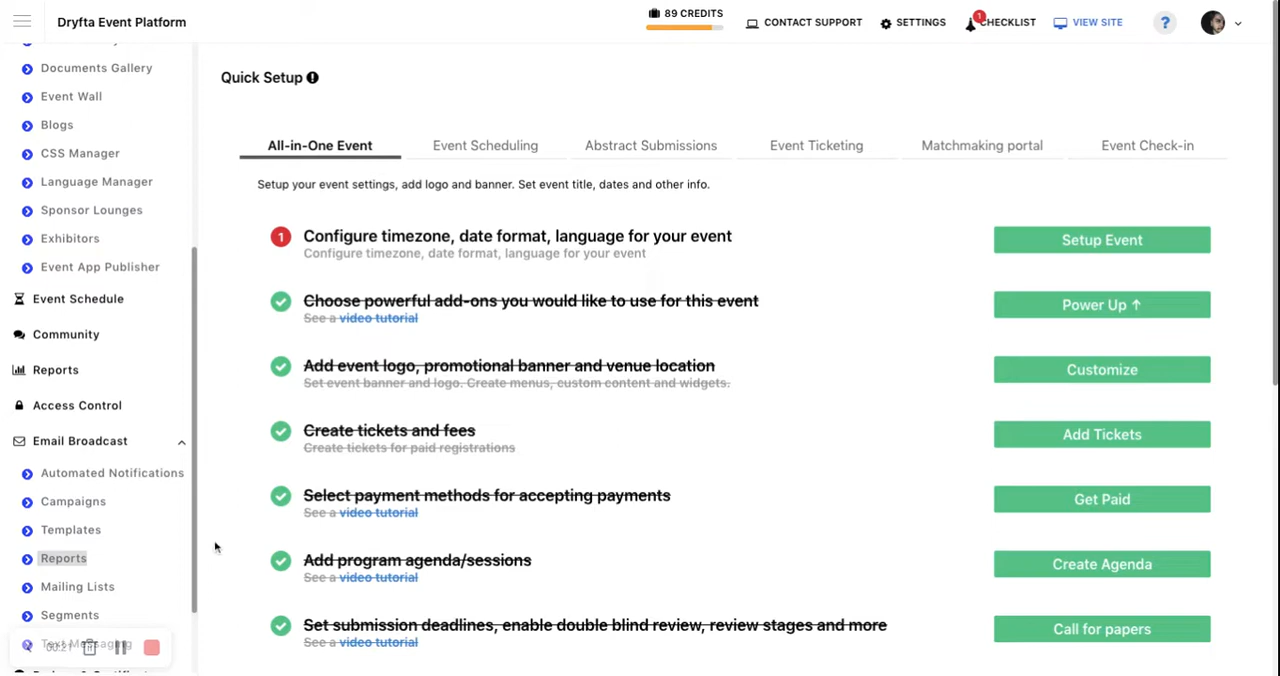 Dryfta Event Platform
89 CREDITS
CONTACT SUPPORT
SETTINGS
1
CHECKLIST
VIEW SITE
?
Documents Gallery
Event Wall
Blogs
CSS Manager
Language Manager
Sponsor Lounges
Exhibitors
Event App Publisher
Event Schedule
Community
Reports
Access Control
Email Broadcast
Automated Notifications
Campaigns
Templates
Reports
Mailing Lists
Segments
Text Messaging
Quick Setup
All-in-One Event
Event Scheduling
Abstract Submissions
Event Ticketing
Matchmaking portal
Event Check-in
Setup your event settings, add logo and banner. Set event title, dates and other info.
1
Configure timezone, date format, language for your event
Configure timezone, date format, language for your event
Setup Event
Choose powerful add-ons you would like to use for this event
See a video tutorial
Power Up ↑
Add event logo, promotional banner and venue location
Set event banner and logo. Create menus, custom content and widgets.
Customize
Create tickets and fees
Create tickets for paid registrations
Add Tickets
Select payment methods for accepting payments
See a video tutorial
Get Paid
Add program agenda/sessions
See a video tutorial
Create Agenda
Set submission deadlines, enable double blind review, review stages and more
See a video tutorial
Call for papers